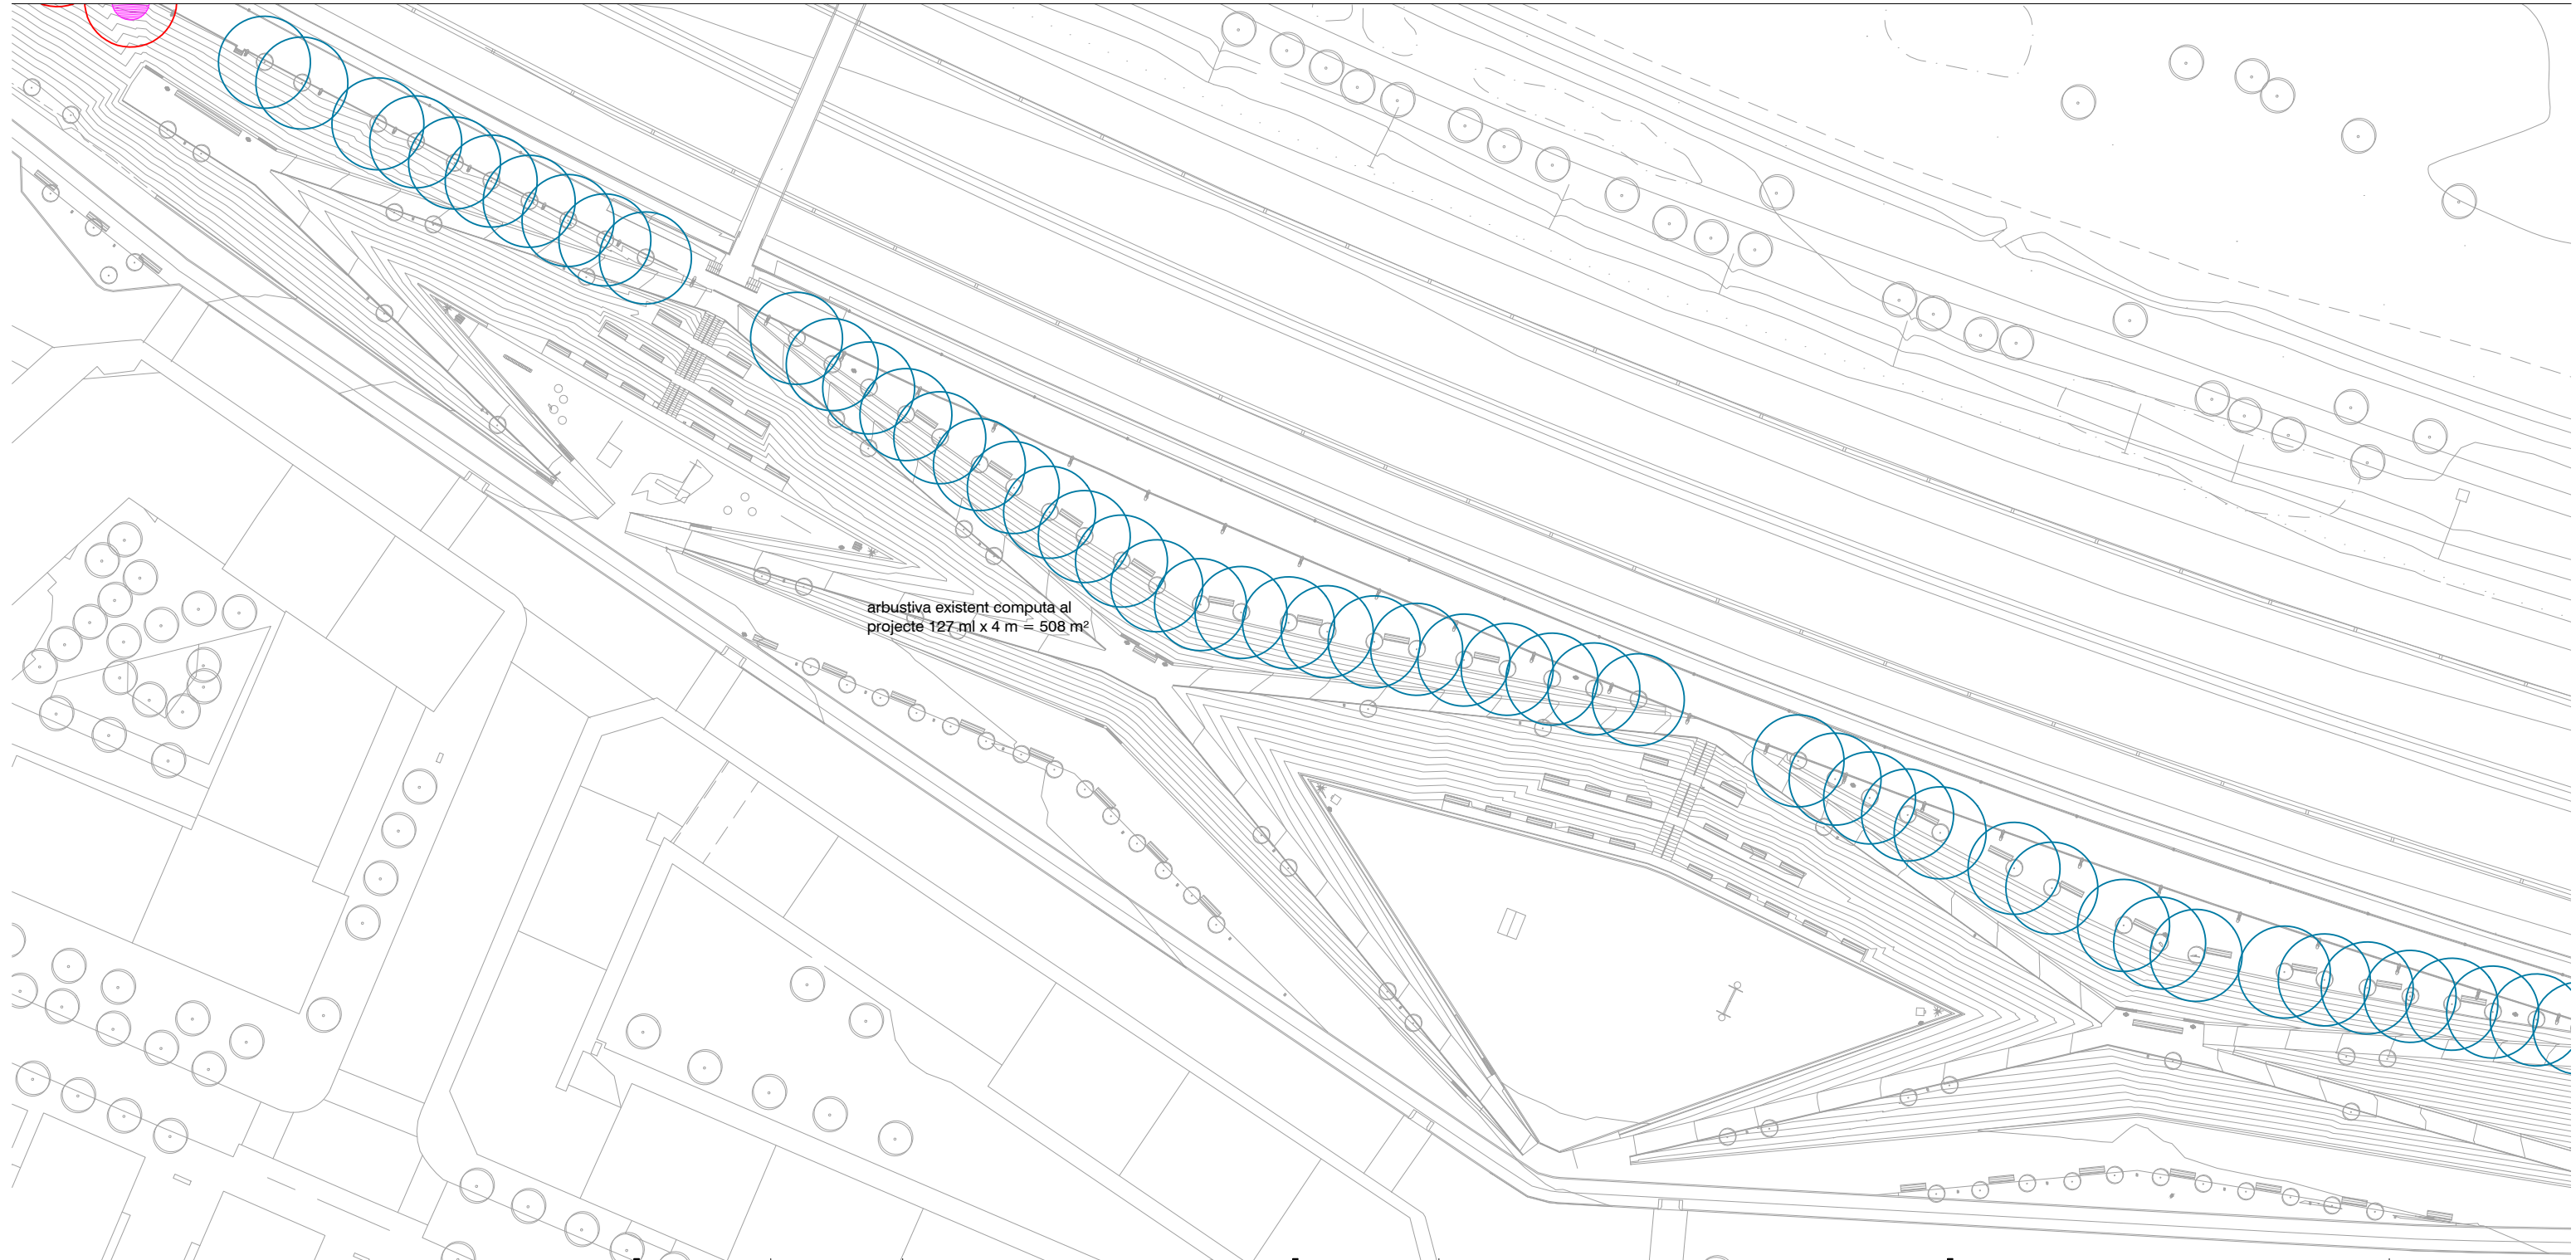 arbustiva existent computa al
projecte 127 ml x 4 m = 508 m²